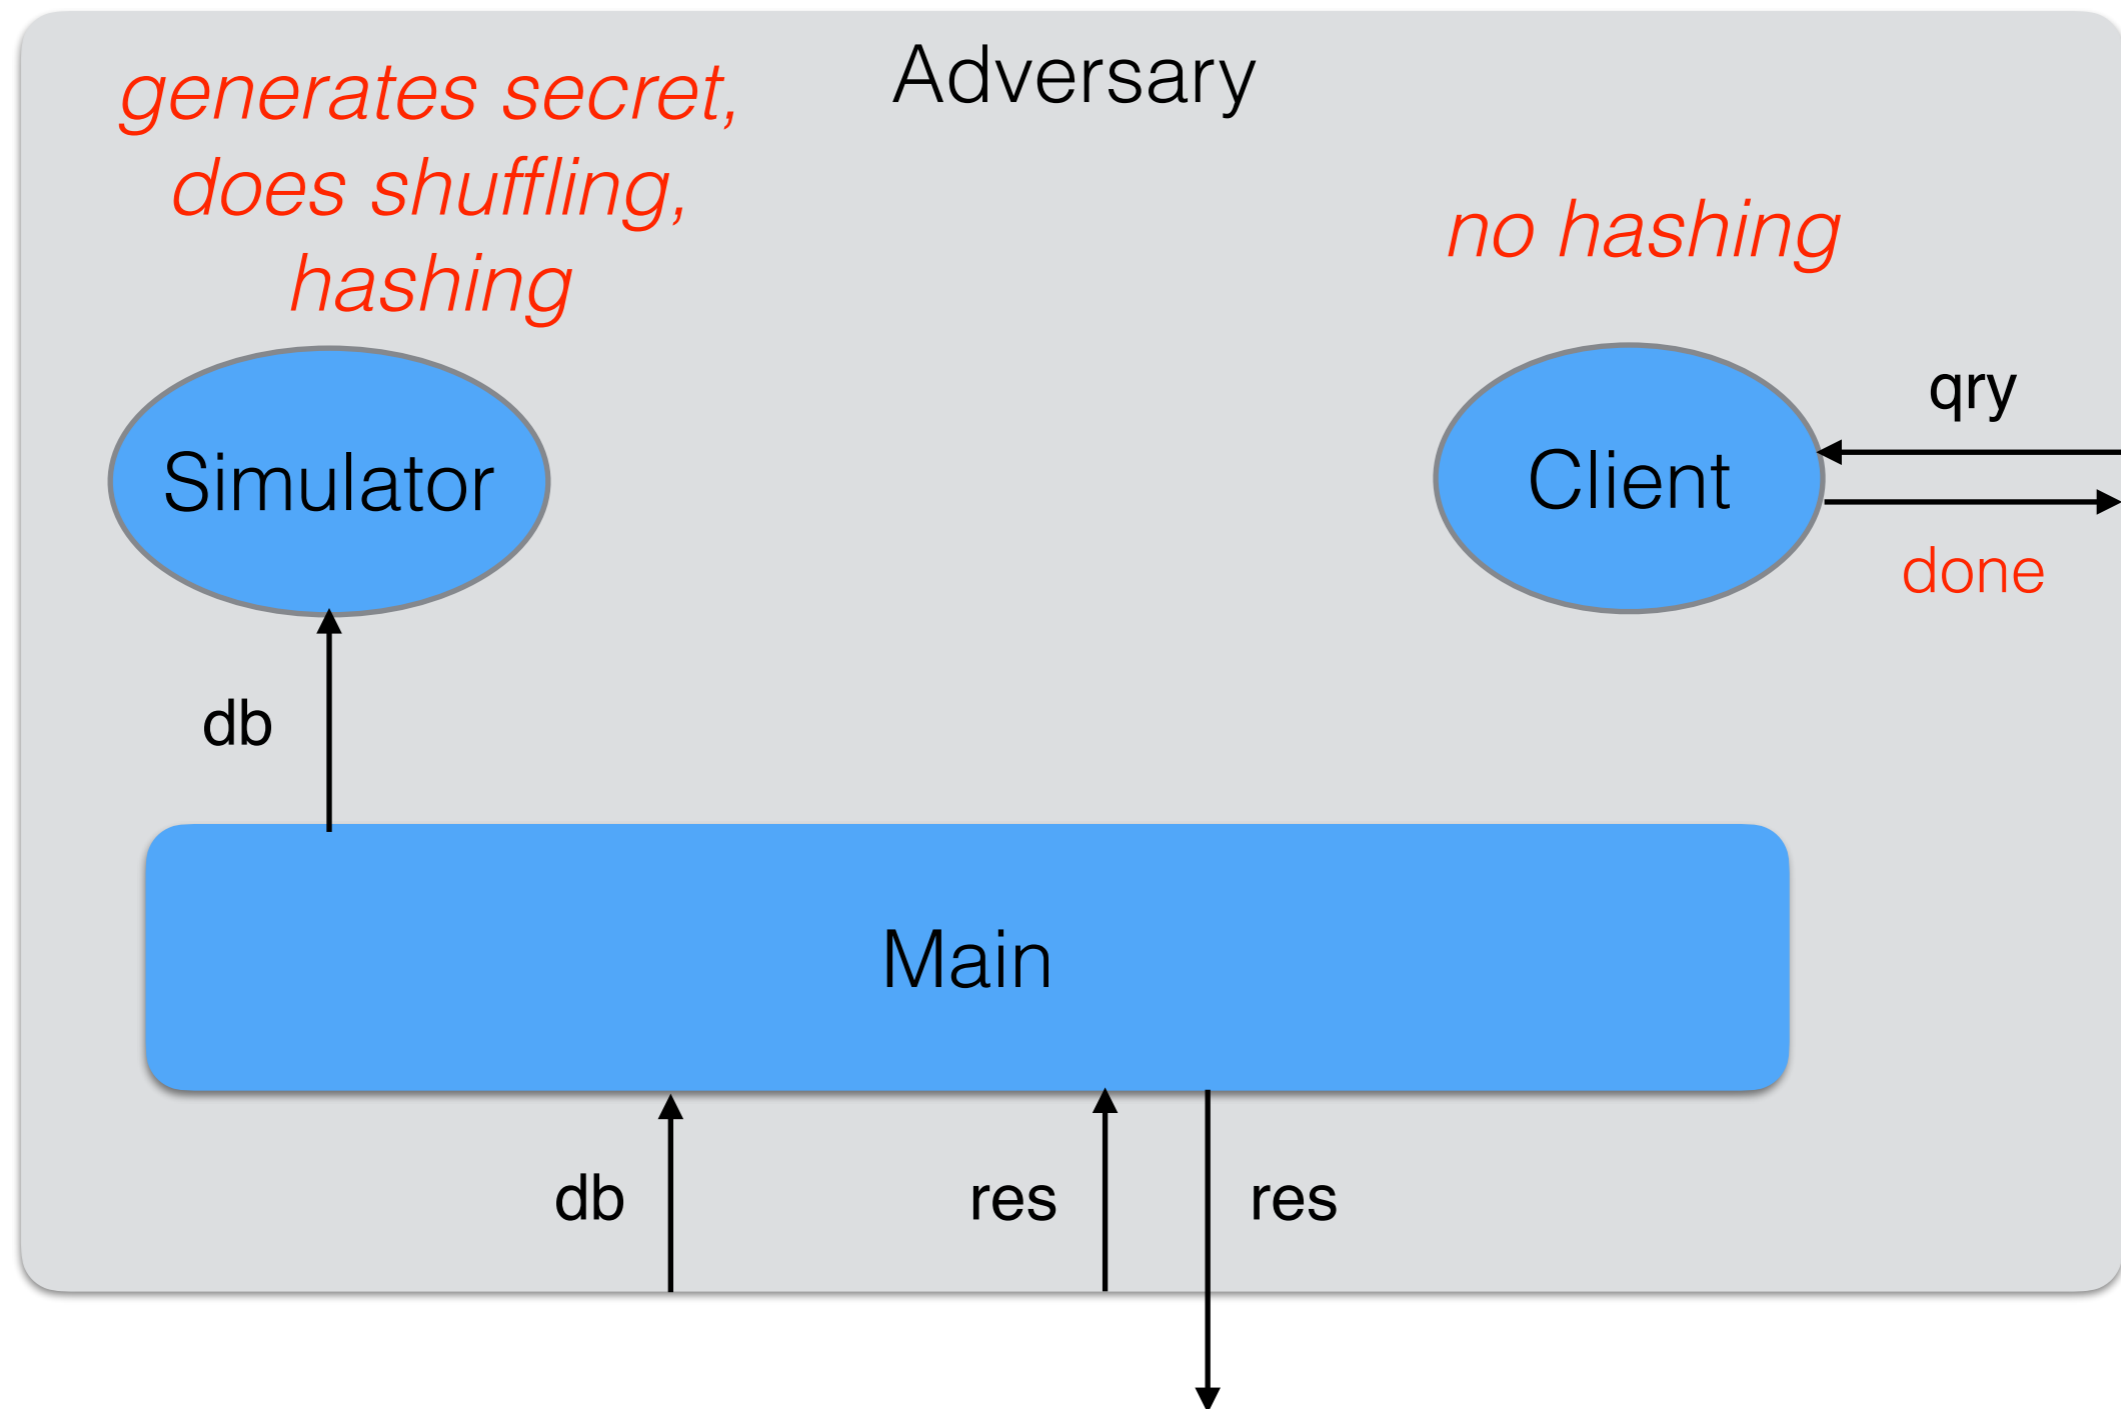 Adversary
generates secret,
does shuffling,
hashing
no hashing
Simulator
Client
qry
done
db
Main
db
res
res